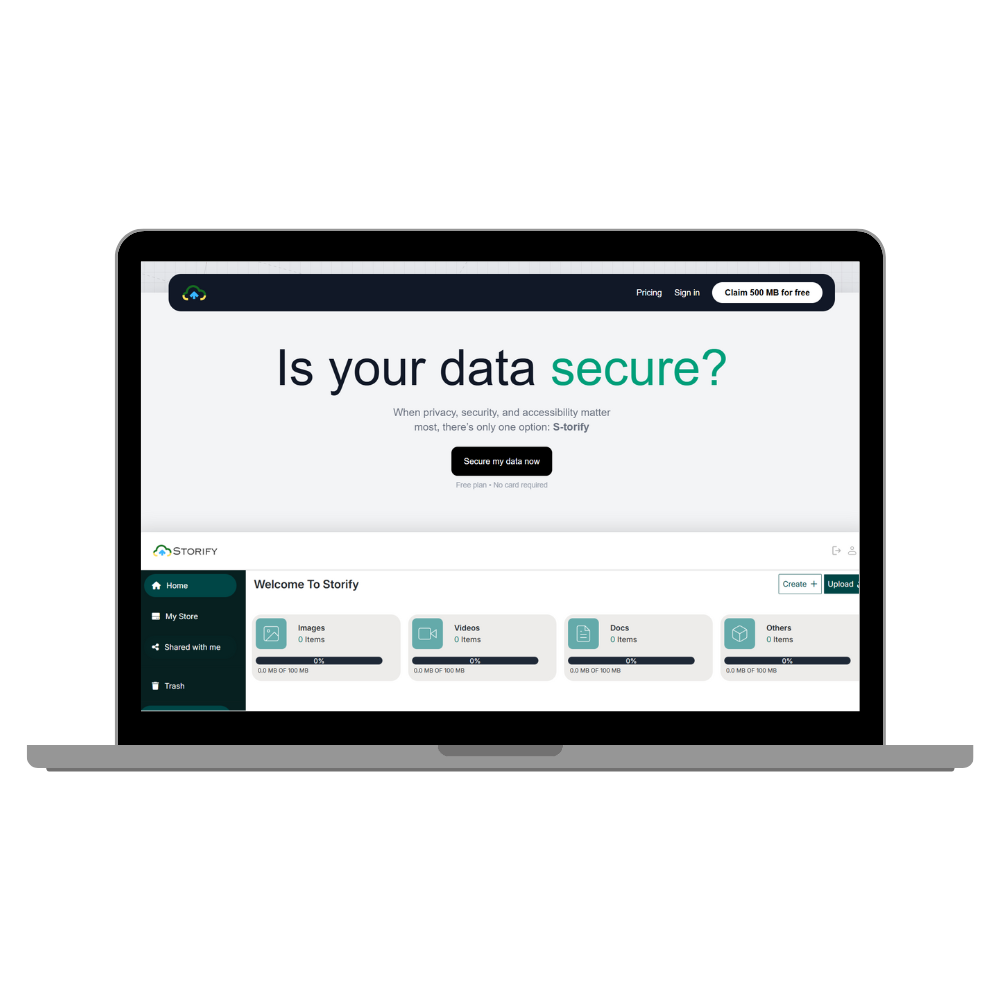 Pricing Sign in Claim 500 MB for free
Is your data secure?
When privacy, security, and accessibility matter
most, there's only one option: S-torify
Secure my data now
Free plan • No card required
STORIFY
Home
Welcome To Storify
Create + Upload
My Store
Shared with me
Trash
Images
0 Items
0%
0.0 MB OF 100 MB
Videos
0 Items
0%
0.0 MB OF 100 MB
Docs
0 Items
0%
0.0 MB OF 100 MB
Others
0 Items
0%
0.0 MB OF 100 MB